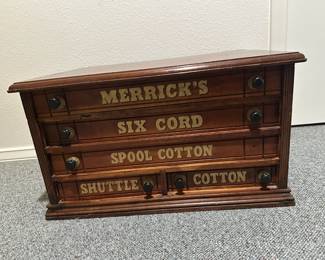 MERRICK'S
SIX CORD
SPOOL COTTON
SHUTTLE COTTON